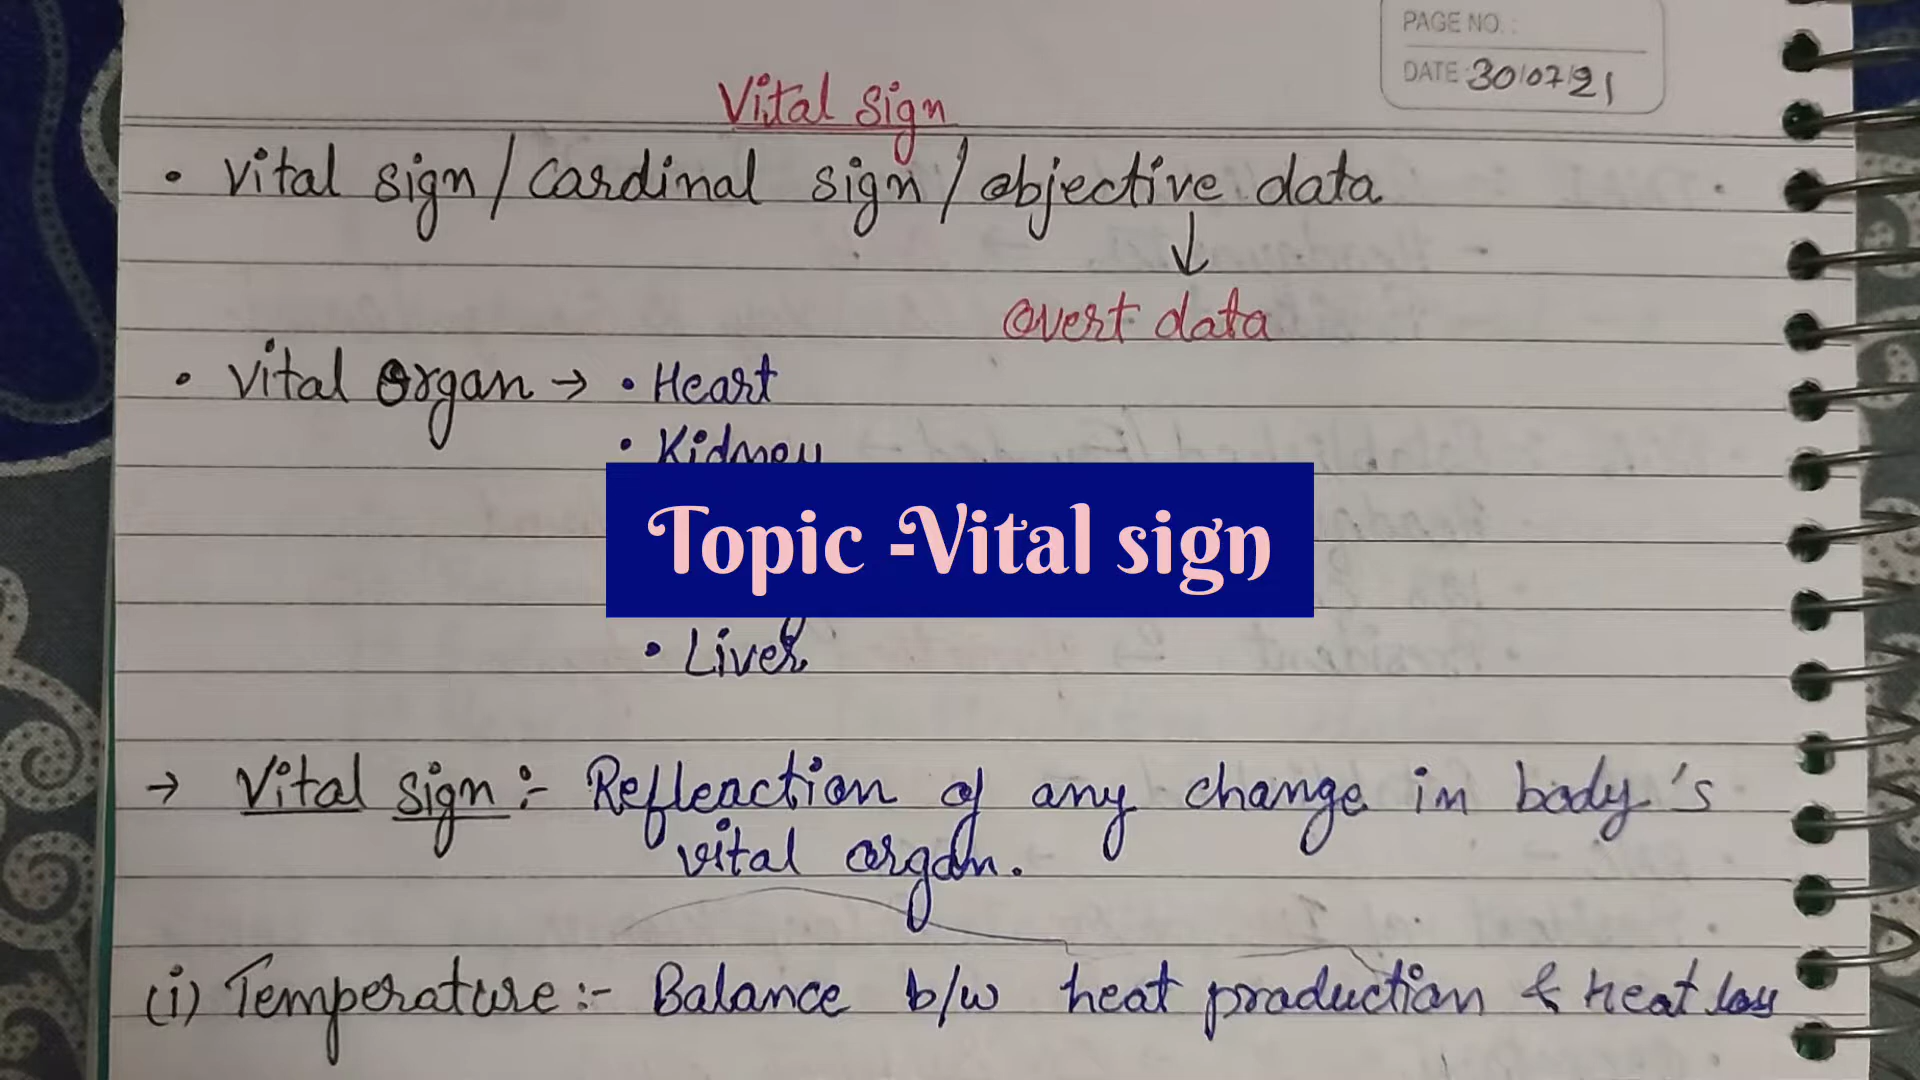 PAGE NO. :
DATE: 30/07/21
Vital Sign
• Vital sign / Cardinal sign / objective data
↓
Overt data
• Vital Organ → • Heart
• Kidney
Topic -Vital sign
• Liver
→ Vital sign :- Refleaction of any change in body's
vital organ.
(i) Temperature :- Balance b/w heat production & heat loss